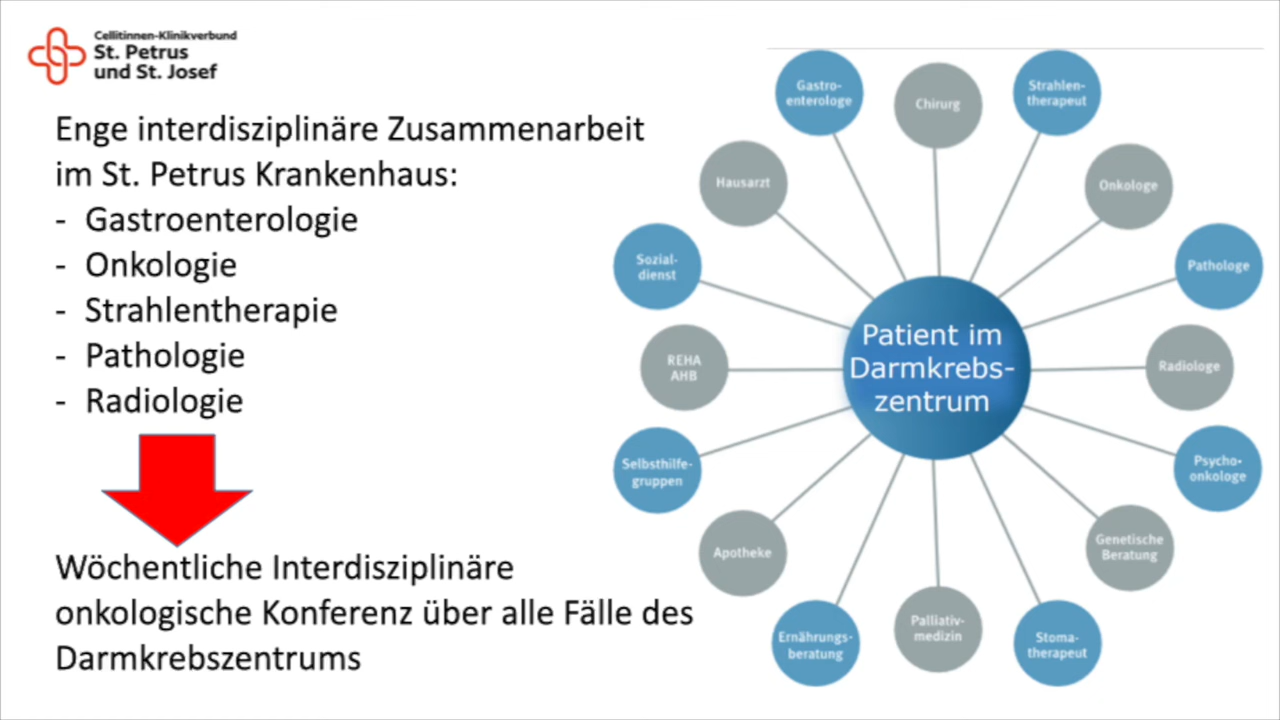 Cellitinnen-Klinikverbund
St. Petrus
und St. Josef
Enge interdisziplinäre Zusammenarbeit
im St. Petrus Krankenhaus:
- Gastroenterologie
- Onkologie
- Strahlentherapie
- Pathologie
- Radiologie
Wöchentliche Interdisziplinäre
onkologische Konferenz über alle Fälle des
Darmkrebszentrums
Patient im
Darmkrebs-
zentrum
Gastro-
enterologe
Chirurg
Strahlen-
therapeut
Onkologe
Pathologe
Radiologe
Psycho-
onkologe
Genetische
Beratung
Stoma-
therapeut
Palliativ-
medizin
Ernährungs-
beratung
Apotheke
Selbsthilfe-
gruppen
REHA
AHB
Sozial-
dienst
Hausarzt